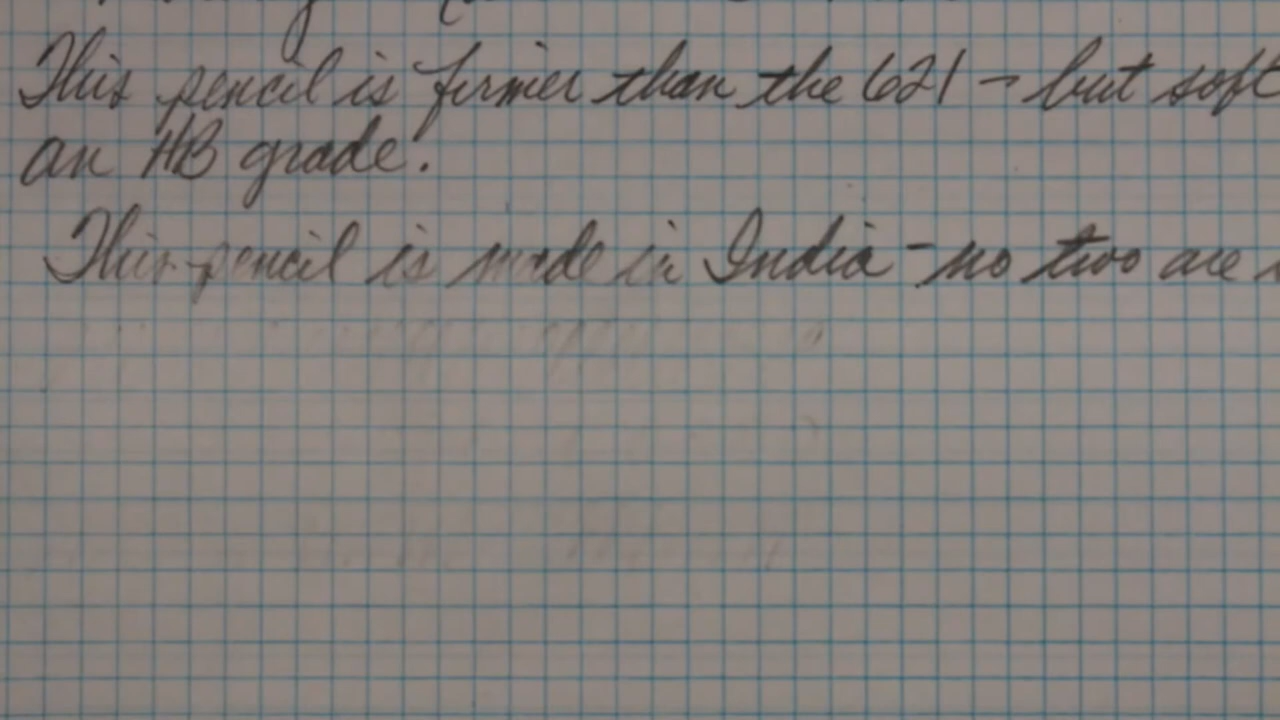 This pencil is firmer than the 621 - but soft
an HB grade.
This pencil is made in India - no two are